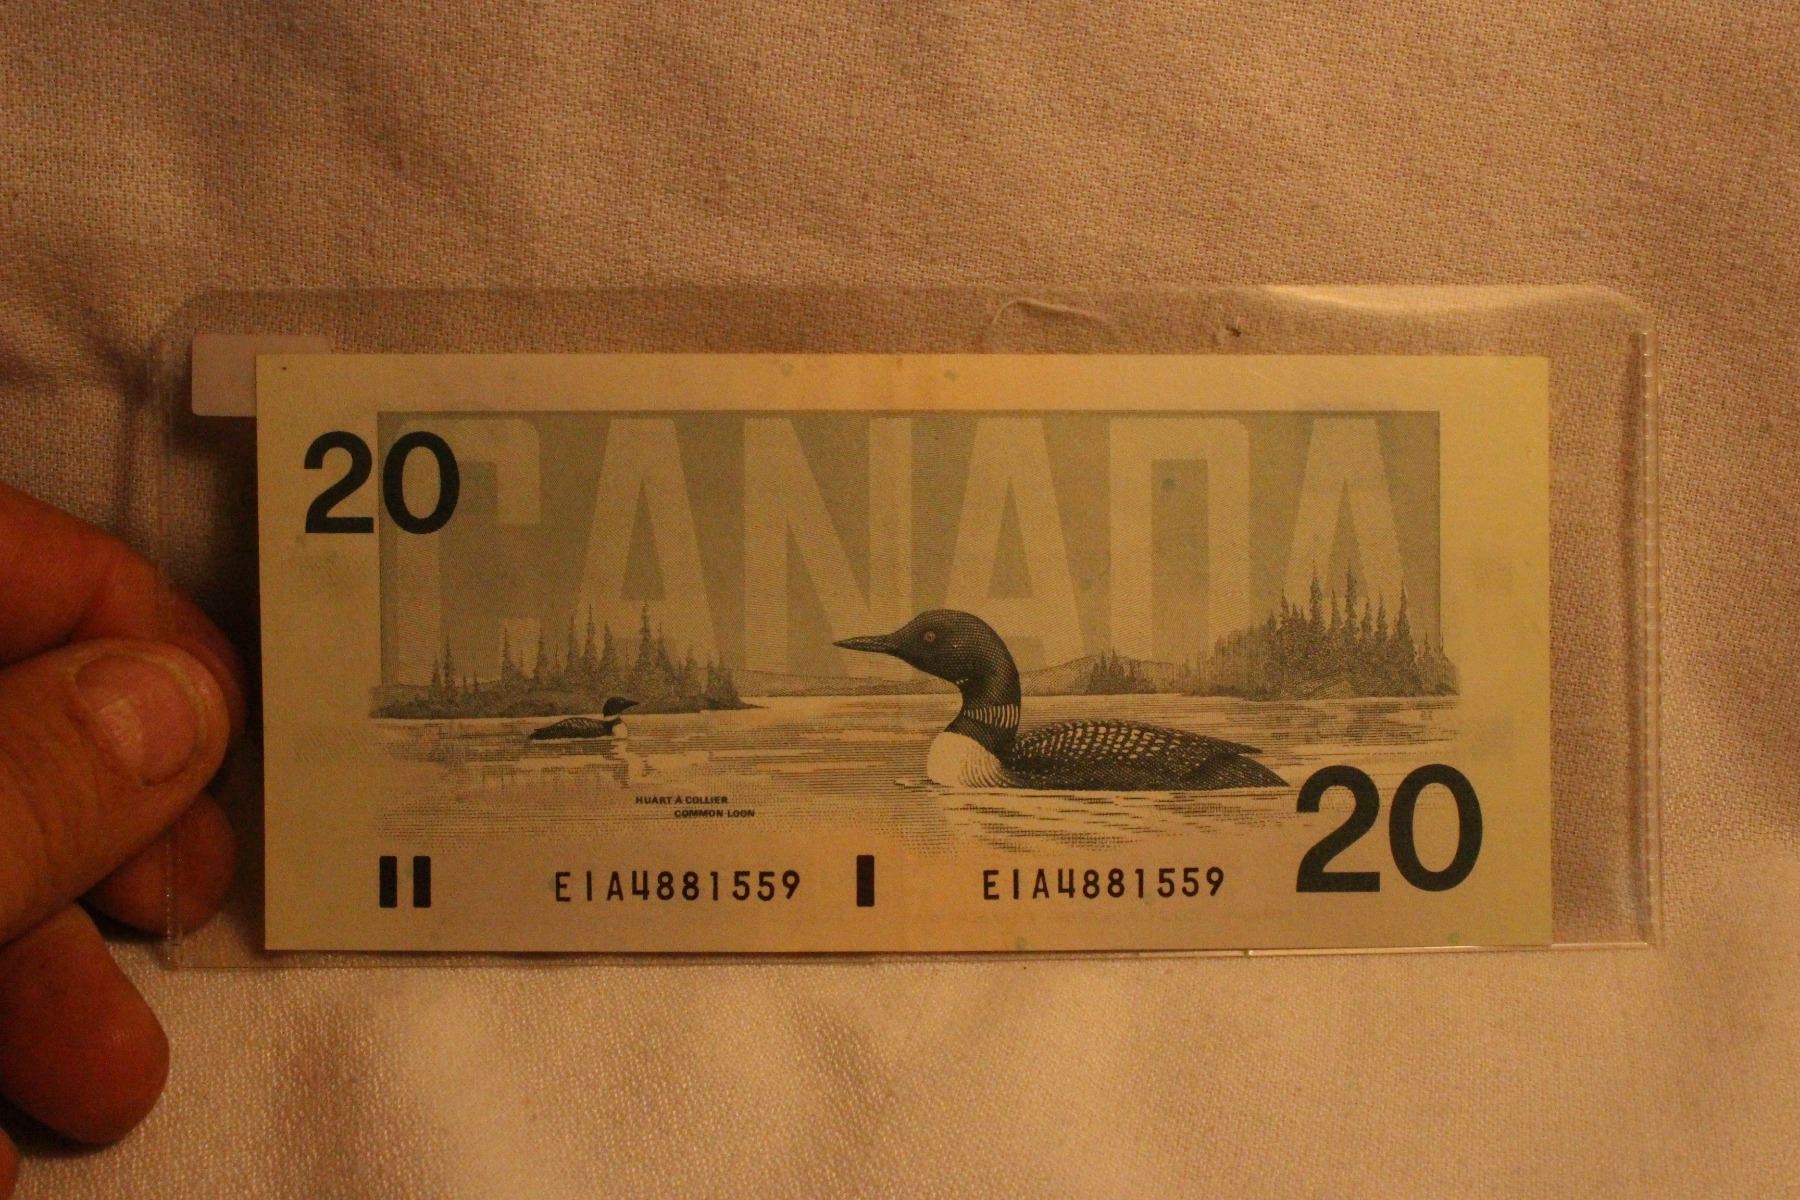 CANADA
20
HUART À COLLIER
COMMON LOON
20
EIA4881559 EIA4881559